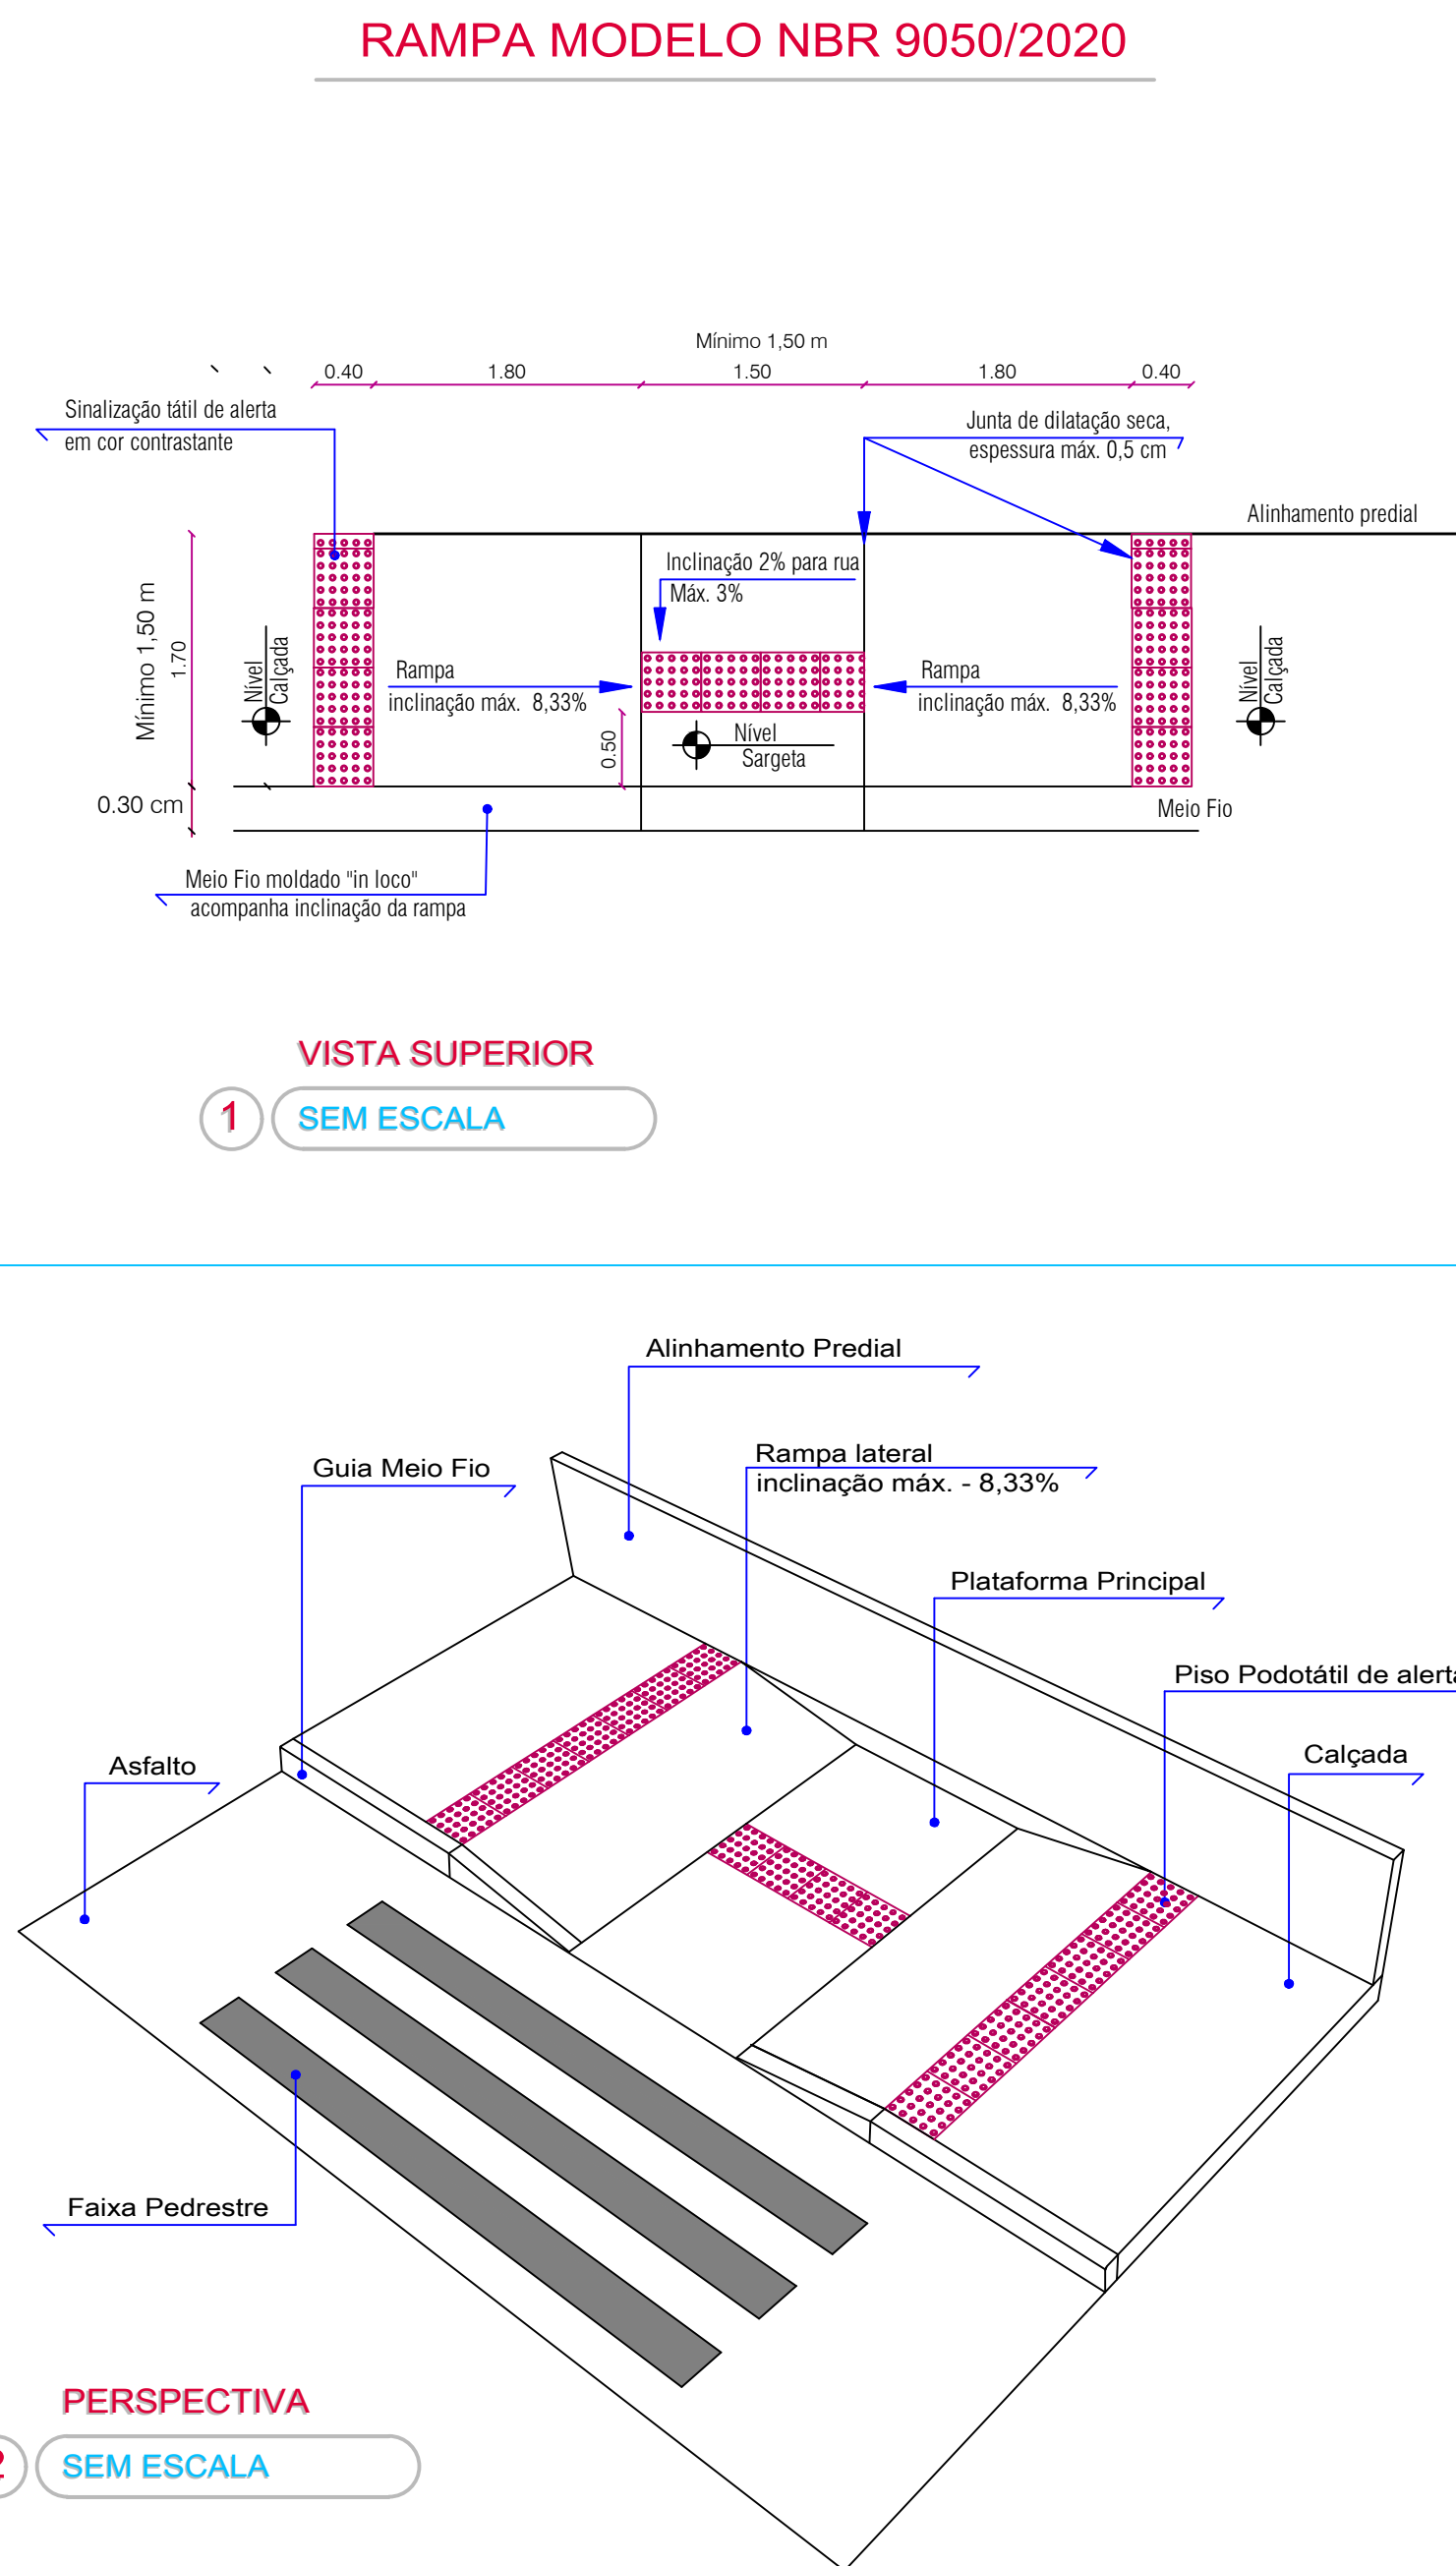 RAMPA MODELO NBR 9050/2020
Mínimo 1,50 m
0.40
1.80
1.50
1.80
0.40
Sinalização tátil de alerta
em cor contrastante
Junta de dilatação seca,
espessura máx. 0,5 cm
Alinhamento predial
Inclinação 2% para rua
Máx. 3%
Mínimo 1,50 m
1.70
Nível
Calçada
Rampa
inclinação máx. 8,33%
Rampa
inclinação máx. 8,33%
Nível
Calçada
0.50
Nível
Sargeta
0.30 cm
Meio Fio
Meio Fio moldado "in loco"
acompanha inclinação da rampa
VISTA SUPERIOR
1
SEM ESCALA
Alinhamento Predial
Rampa lateral
inclinação máx. - 8,33%
Guia Meio Fio
Plataforma Principal
Piso Podotátil de alerta
Calçada
Asfalto
Faixa Pedrestre
PERSPECTIVA
2
SEM ESCALA